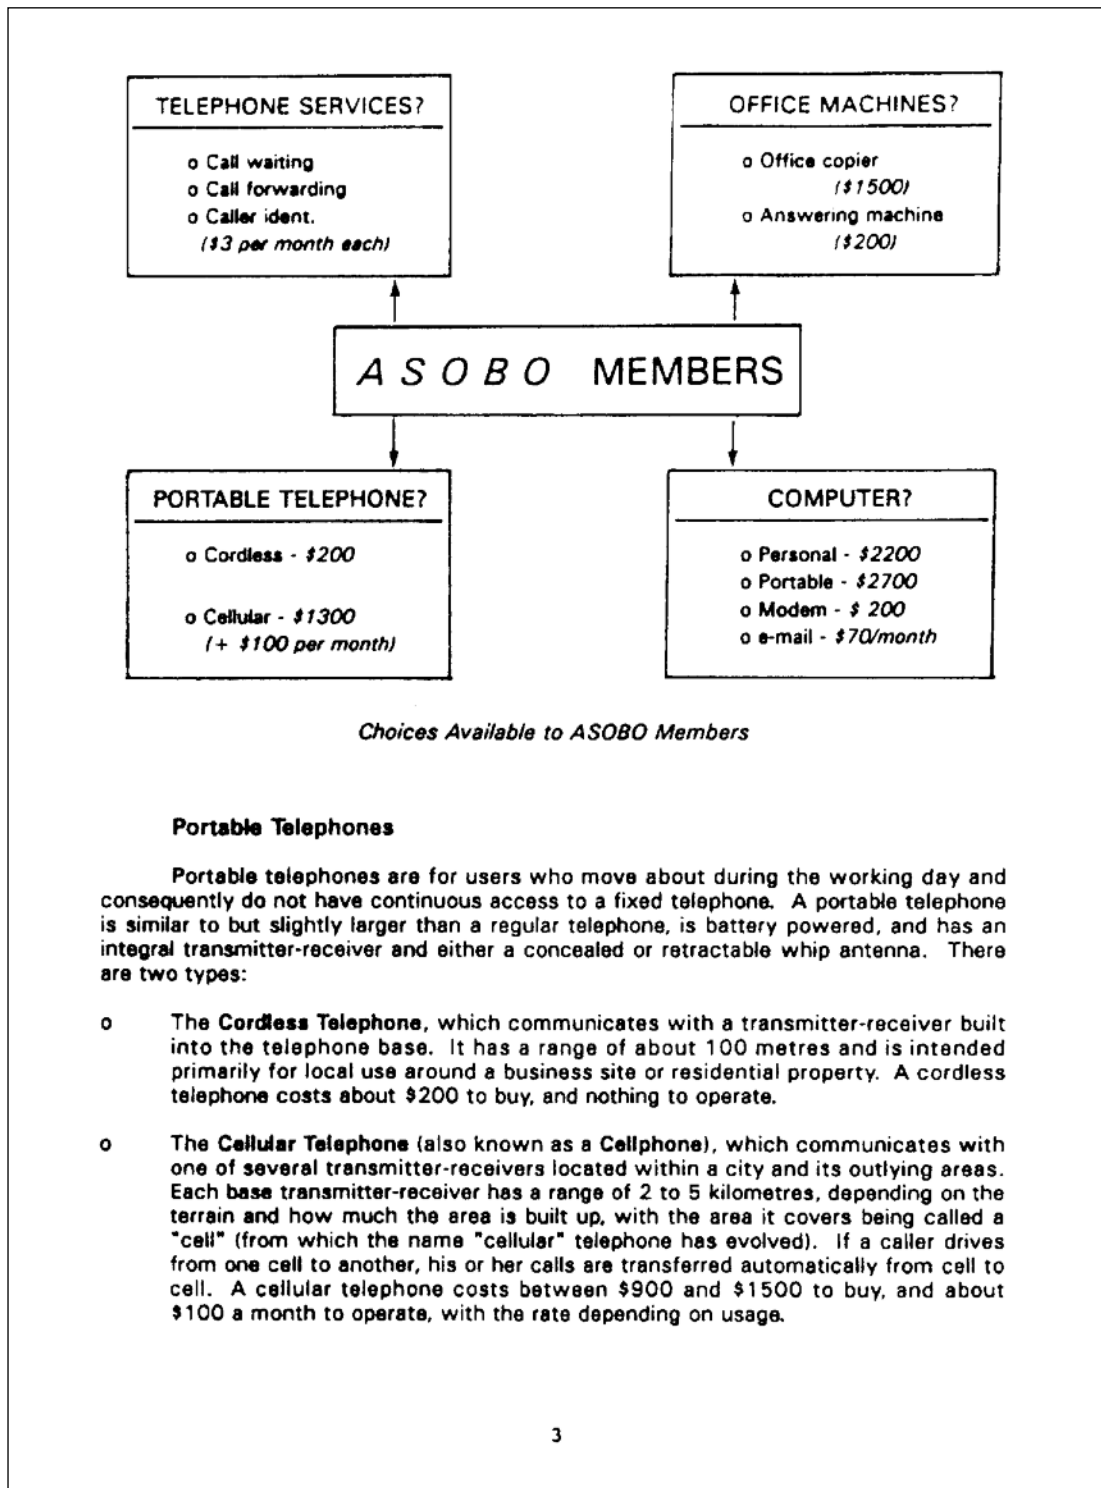 TELEPHONE SERVICES?
o Call waiting
o Call forwarding
o Caller ident.
($3 per month each)
OFFICE MACHINES?
o Office copier
($1500)
o Answering machine
($200)
ASOBO MEMBERS
PORTABLE TELEPHONE?
o Cordless - $200
o Cellular - $1300
(+ $100 per month)
COMPUTER?
o Personal - $2200
o Portable - $2700
o Modem - $ 200
o e-mail - $70/month
Choices Available to ASOBO Members
Portable Telephones
Portable telephones are for users who move about during the working day and
consequently do not have continuous access to a fixed telephone. A portable telephone
is similar to but slightly larger than a regular telephone, is battery powered, and has an
integral transmitter-receiver and either a concealed or retractable whip antenna. There
are two types:
o The Cordless Telephone, which communicates with a transmitter-receiver built
into the telephone base. It has a range of about 100 metres and is intended
primarily for local use around a business site or residential property. A cordless
telephone costs about $200 to buy, and nothing to operate.
o The Cellular Telephone (also known as a Cellphone), which communicates with
one of several transmitter-receivers located within a city and its outlying areas.
Each base transmitter-receiver has a range of 2 to 5 kilometres, depending on the
terrain and how much the area is built up, with the area it covers being called a
"cell" (from which the name "cellular" telephone has evolved). If a caller drives
from one cell to another, his or her calls are transferred automatically from cell to
cell. A cellular telephone costs between $900 and $1500 to buy, and about
$100 a month to operate, with the rate depending on usage.
3